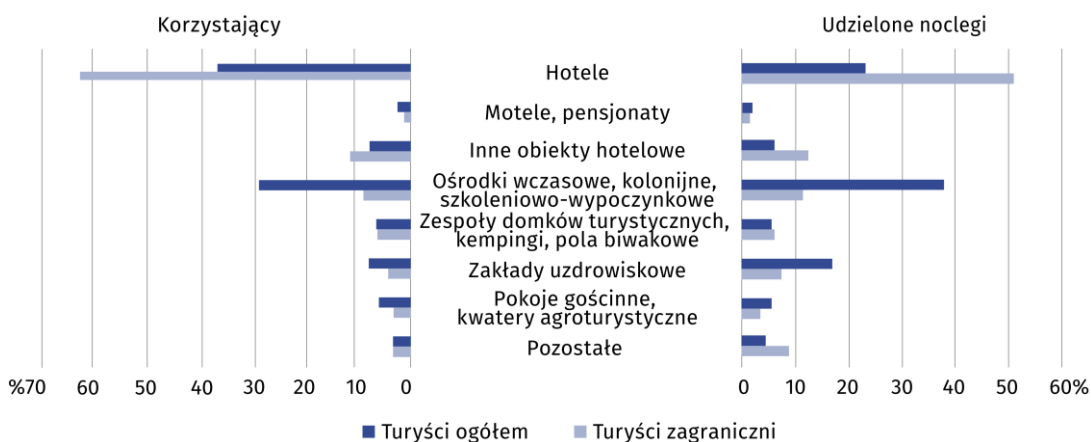 Korzystający
Udzielone noclegi
Hotele
Motele, pensjonaty
Inne obiekty hotelowe
Ośrodki wczasowe, kolonijne,
szkoleniowo-wypoczynkowe
Zespoły domków turystycznych,
kempingi, pola biwakowe
Zakłady uzdrowiskowe
Pokoje gościnne,
kwatery agroturystyczne
Pozostałe
%70 60 50 40 30 20 10 0
0 10 20 30 40 50 60%
Turyści ogółem
Turyści zagraniczni